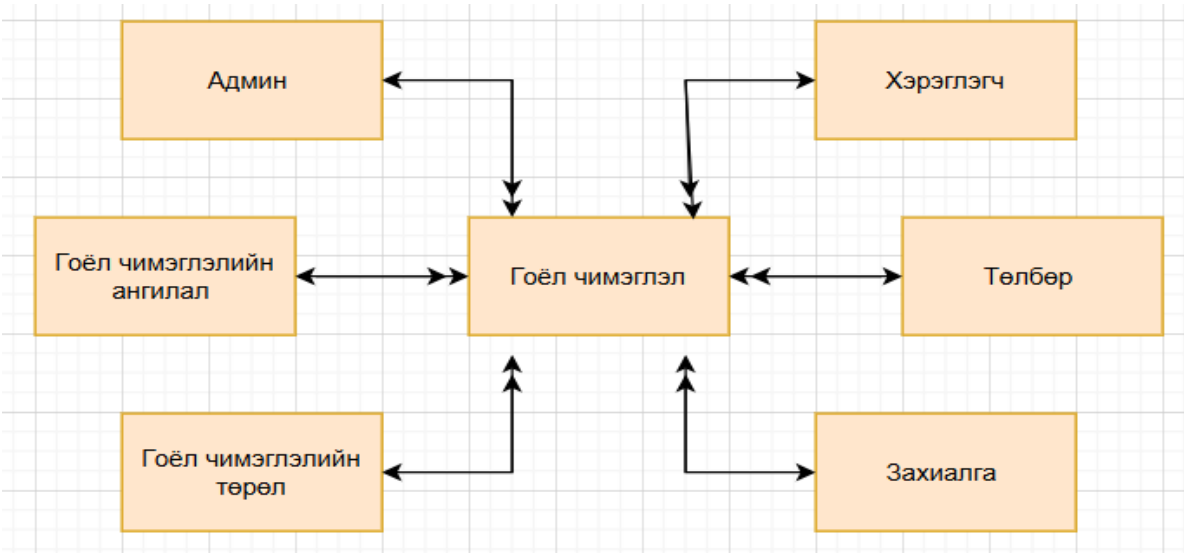 Админ
Хэрэглэгч
Гоёл чимэглэлийн
ангилал
Гоёл чимэглэл
Төлбөр
Гоёл чимэглэлийн
төрөл
Захиалга